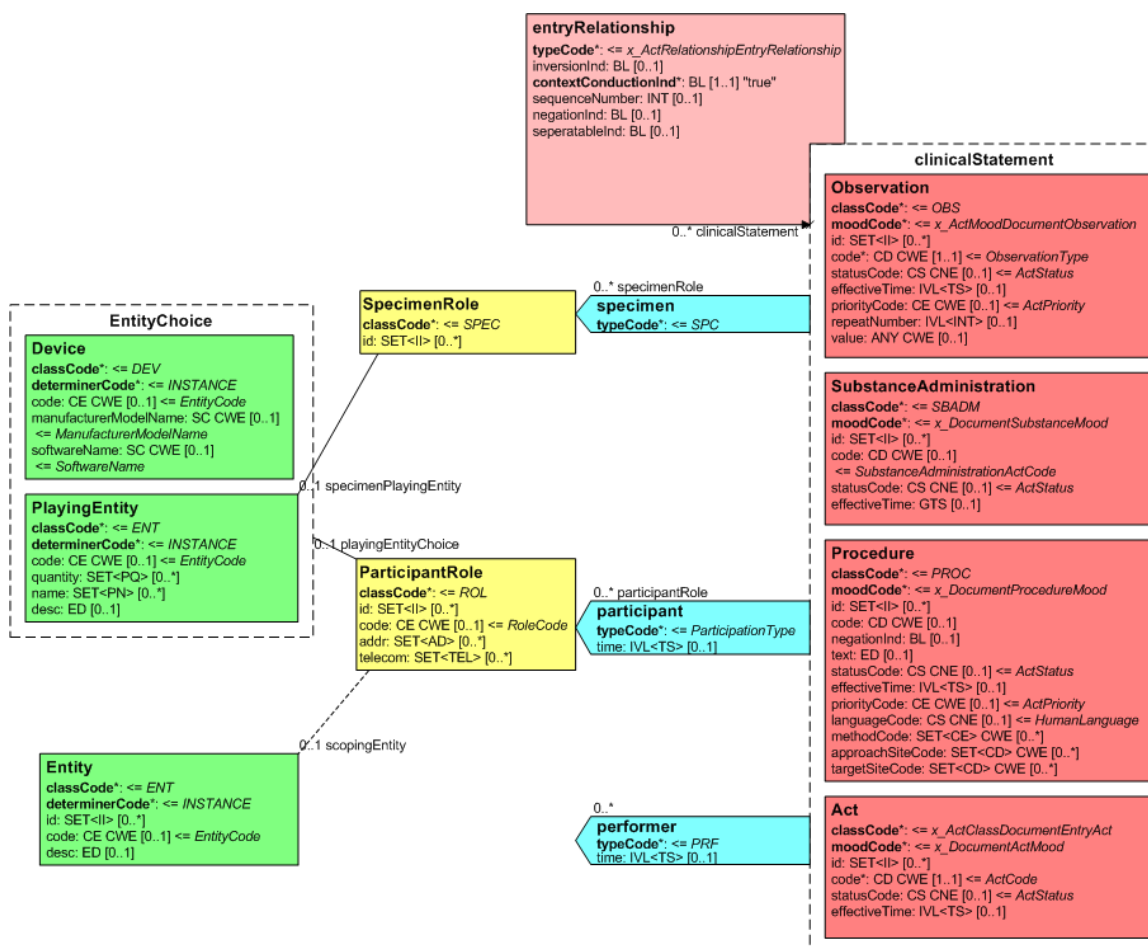 entryRelationship
typeCode*: <= x_ActRelationshipEntryRelationship
inversionInd: BL [0..1]
contextConductionInd*: BL [1..1] "true"
sequenceNumber: INT [0..1]
negationInd: BL [0..1]
seperatableInd: BL [0..1]
0..* clinicalStatement
clinicalStatement
Observation
classCode*: <= OBS
moodCode*: <= x_ActMoodDocumentObservation
id: SET<II> [0..*]
code*: CD CWE [1..1] <= ObservationType
statusCode: CS CNE [0..1] <= ActStatus
effectiveTime: IVL<TS> [0..1]
priorityCode: CE CWE [0..1] <= ActPriority
repeatNumber: IVL<INT> [0..1]
value: ANY CWE [0..1]
0..* specimenRole
specimen
typeCode*: <= SPC
SpecimenRole
classCode*: <= SPEC
id: SET<II> [0..*]
EntityChoice
Device
classCode*: <= DEV
determinerCode*: <= INSTANCE
code: CE CWE [0..1] <= EntityCode
manufacturerModelName: SC CWE [0..1]
<= ManufacturerModelName
softwareName: SC CWE [0..1]
<= SoftwareName
0..1 specimenPlayingEntity
PlayingEntity
classCode*: <= ENT
determinerCode*: <= INSTANCE
code: CE CWE [0..1] <= EntityCode
quantity: SET<PQ> [0..*]
name: SET<PN> [0..*]
desc: ED [0..1]
0..1 playingEntityChoice
SubstanceAdministration
classCode*: <= SBADM
moodCode*: <= x_DocumentSubstanceMood
id: SET<II> [0..*]
code: CD CWE [0..1]
<= SubstanceAdministrationActCode
statusCode: CS CNE [0..1] <= ActStatus
effectiveTime: GTS [0..1]
ParticipantRole
classCode*: <= ROL
id: SET<II> [0..*]
code: CE CWE [0..1] <= RoleCode
addr: SET<AD> [0..*]
telecom: SET<TEL> [0..*]
0..* participantRole
participant
typeCode*: <= ParticipationType
time: IVL<TS> [0..1]
Procedure
classCode*: <= PROC
moodCode*: <= x_DocumentProcedureMood
id: SET<II> [0..*]
code: CD CWE [0..1]
negationInd: BL [0..1]
text: ED [0..1]
statusCode: CS CNE [0..1] <= ActStatus
effectiveTime: IVL<TS> [0..1]
priorityCode: CE CWE [0..1] <= ActPriority
languageCode: CS CNE [0..1] <= HumanLanguage
methodCode: SET<CE> CWE [0..*]
approachSiteCode: SET<CD> CWE [0..*]
targetSiteCode: SET<CD> CWE [0..*]
0..1 scopingEntity
Entity
classCode*: <= ENT
determinerCode*: <= INSTANCE
id: SET<II> [0..*]
code: CE CWE [0..1] <= EntityCode
desc: ED [0..1]
0..*
performer
typeCode*: <= PRF
time: IVL<TS> [0..1]
Act
classCode*: <= x_ActClassDocumentEntryAct
moodCode*: <= x_DocumentActMood
id: SET<II> [0..*]
code*: CD CWE [1..1] <= ActCode
statusCode: CS CNE [0..1] <= ActStatus
effectiveTime: IVL<TS> [0..1]